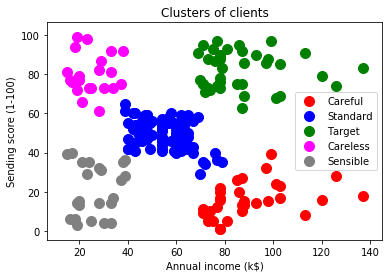 Clusters of clients
100
80
60
40
20
0
Sending score (1-100)
Careful
Standard
Target
Careless
Sensible
20 40 60 80 100 120 140
Annual income (k$)